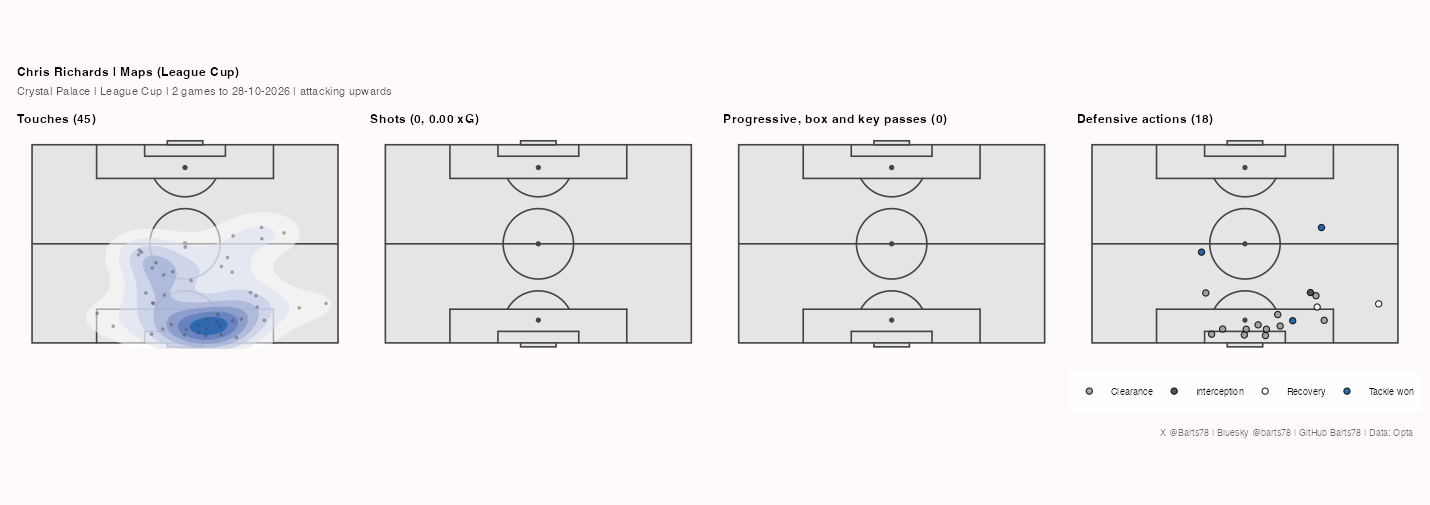 Chris Richards | Maps (League Cup)
Crystal Palace | League Cup | 2 games to 28-10-2026 | attacking upwards
Touches (45)
Shots (0, 0.00 xG)
Progressive, box and key passes (0)
Defensive actions (18)
Clearance
Interception
Recovery
Tackle won
X @Barts78 | Bluesky @barts78 | GitHub Barts78 | Data: Opta